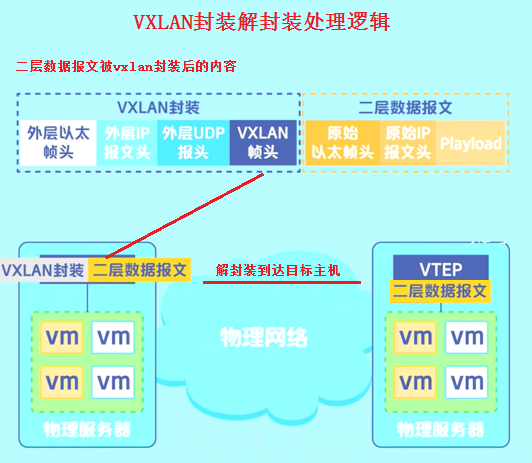 VXLAN封装解封装处理逻辑
二层数据报文被vxlan封装后的内容
VXLAN封装
二层数据报文
外层以太
帧头
外层IP
报文头
外层UDP
报头
VXLAN
帧头
原始
以太帧头
原始IP
报文头
Playload
VXLAN封装
二层数据报文
解封装到达目标主机
VTEP
二层数据报文
物理网络
vm
vm
vm
vm
物理服务器
vm
vm
vm
vm
物理服务器